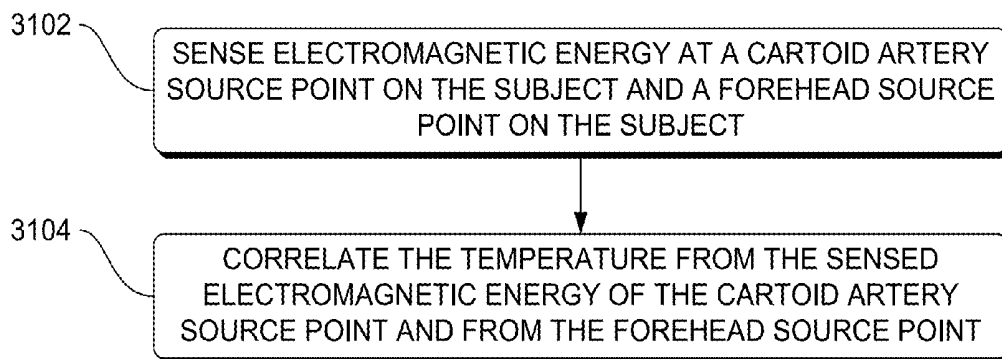 3102
SENSE ELECTROMAGNETIC ENERGY AT A CARTOID ARTERY
SOURCE POINT ON THE SUBJECT AND A FOREHEAD SOURCE
POINT ON THE SUBJECT
3104
CORRELATE THE TEMPERATURE FROM THE SENSED
ELECTROMAGNETIC ENERGY OF THE CARTOID ARTERY
SOURCE POINT AND FROM THE FOREHEAD SOURCE POINT